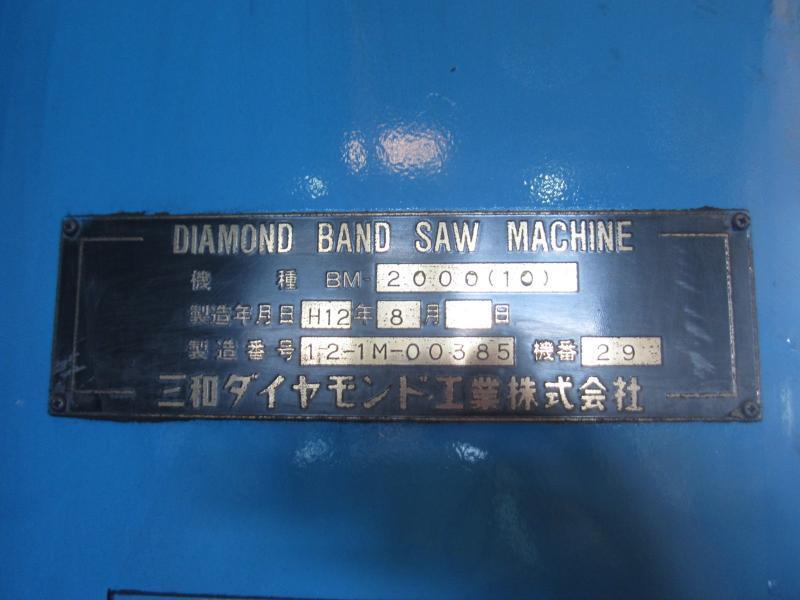 DIAMOND BAND SAW MACHINE
機種 BM-2000(10)
製造年月日 H12年 8月 日
製造番号 12-1M-00385 機番 29
三和ダイヤモンド工業株式会社